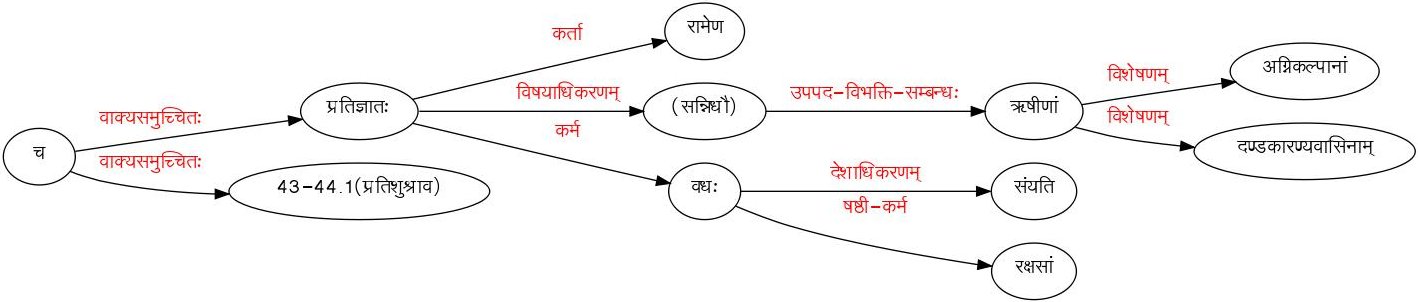 च
वाक्यसमुच्चितः
वाक्यसमुच्चितः
प्रतिज्ञातः
43-44.1(प्रतिशुश्राव)
कर्ता
विषयाधिकरणम्
कर्म
रामेण
(सन्निधौ)
वधः
उपपद-विभक्ति-सम्बन्धः
देशाधिकरणम्
षष्ठी-कर्म
ऋषीणां
संयति
रक्षसां
विशेषणम्
विशेषणम्
अग्निकल्पानां
दण्डकारण्यवासिनाम्